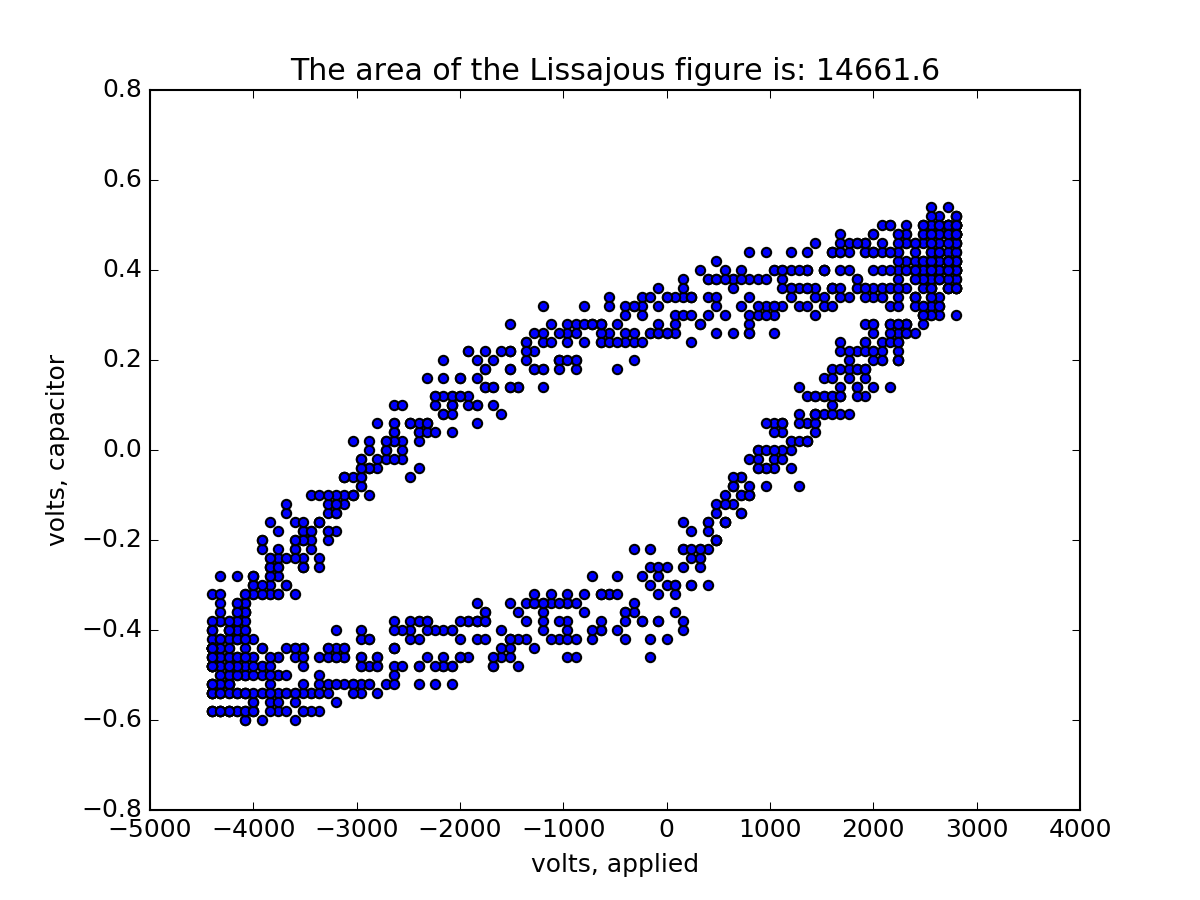 The area of the Lissajous figure is: 14661.6
0.8
0.6
0.4
0.2
0.0
−0.2
−0.4
−0.6
−0.8
volts, capacitor
−5000 −4000 −3000 −2000 −1000 0 1000 2000 3000 4000
volts, applied